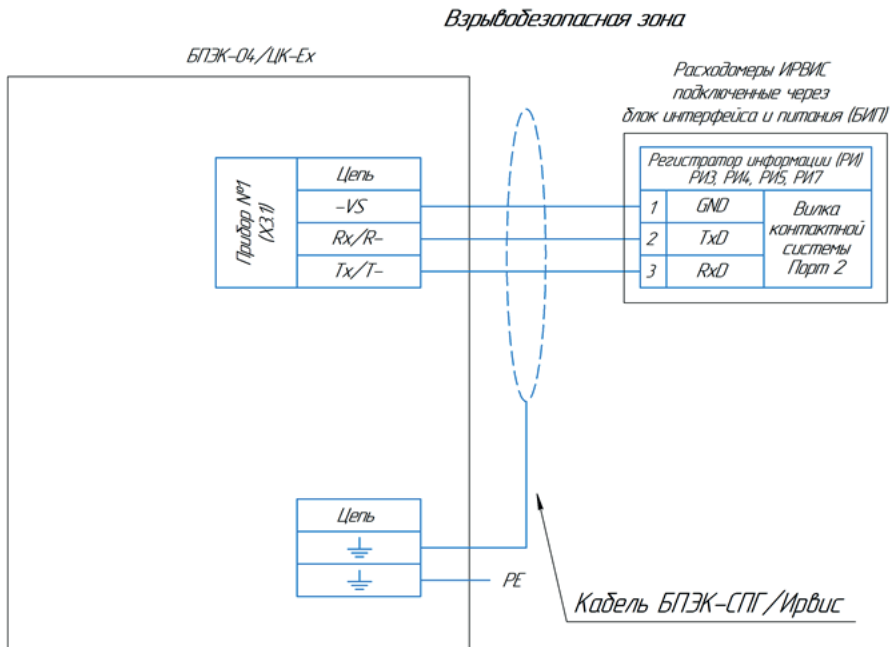 Взрывобезопасная зона
БПЭК-04/ЦК-Ех
Расходомеры ИРВИС
подключенные через
блок интерфейса и питания (БИП)
Прибор №1
(X3.1)
Цепь
-VS
Rx/R-
Tx/T-
Регистратор информации (РИ)
РИ3, РИ4, РИ5, РИ7
1 GND
2 TxD
3 RxD
Вилка
контактной
системы
Порт 2
Цепь
PE
Кабель БПЭК-СПГ/Ирвис